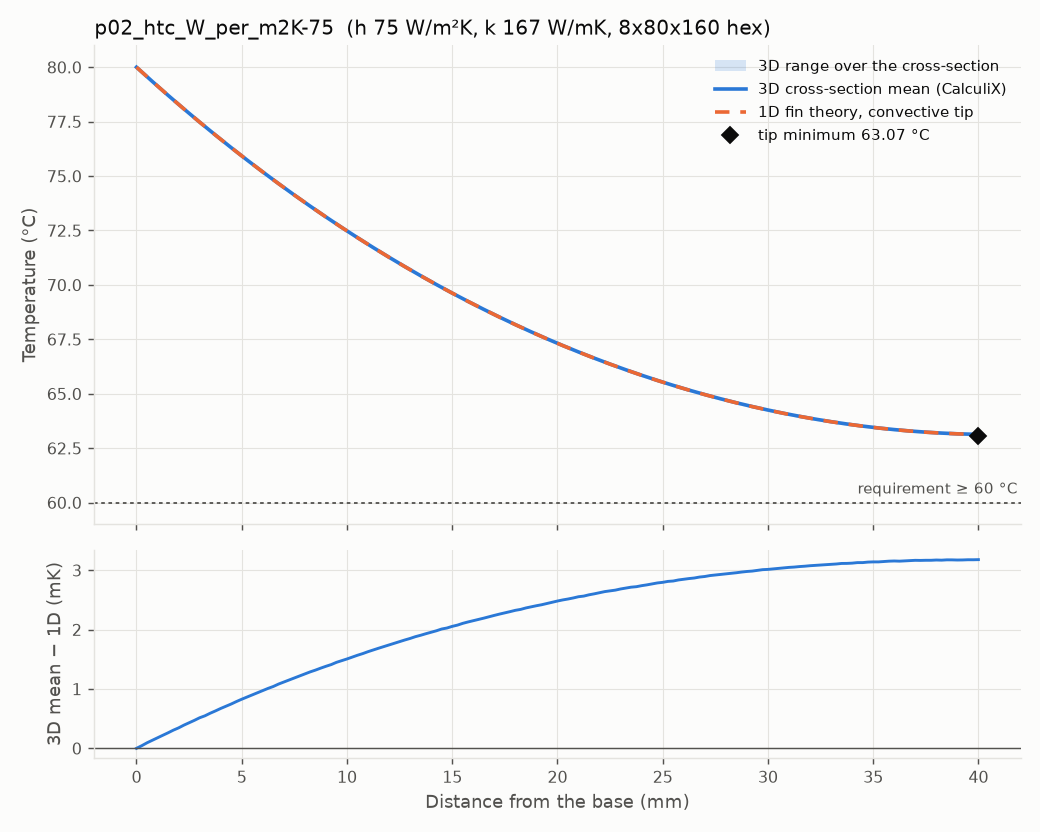 p02_htc_W_per_m2K-75  (h 75 W/m²K, k 167 W/mK, 8x80x160 hex)
3D range over the cross-section
3D cross-section mean (CalculiX)
1D fin theory, convective tip
tip minimum 63.07 °C
Temperature (°C)
80.0
77.5
75.0
72.5
70.0
67.5
65.0
62.5
60.0
requirement ≥ 60 °C
3D mean − 1D (mK)
3
2
1
0
0 5 10 15 20 25 30 35 40
Distance from the base (mm)